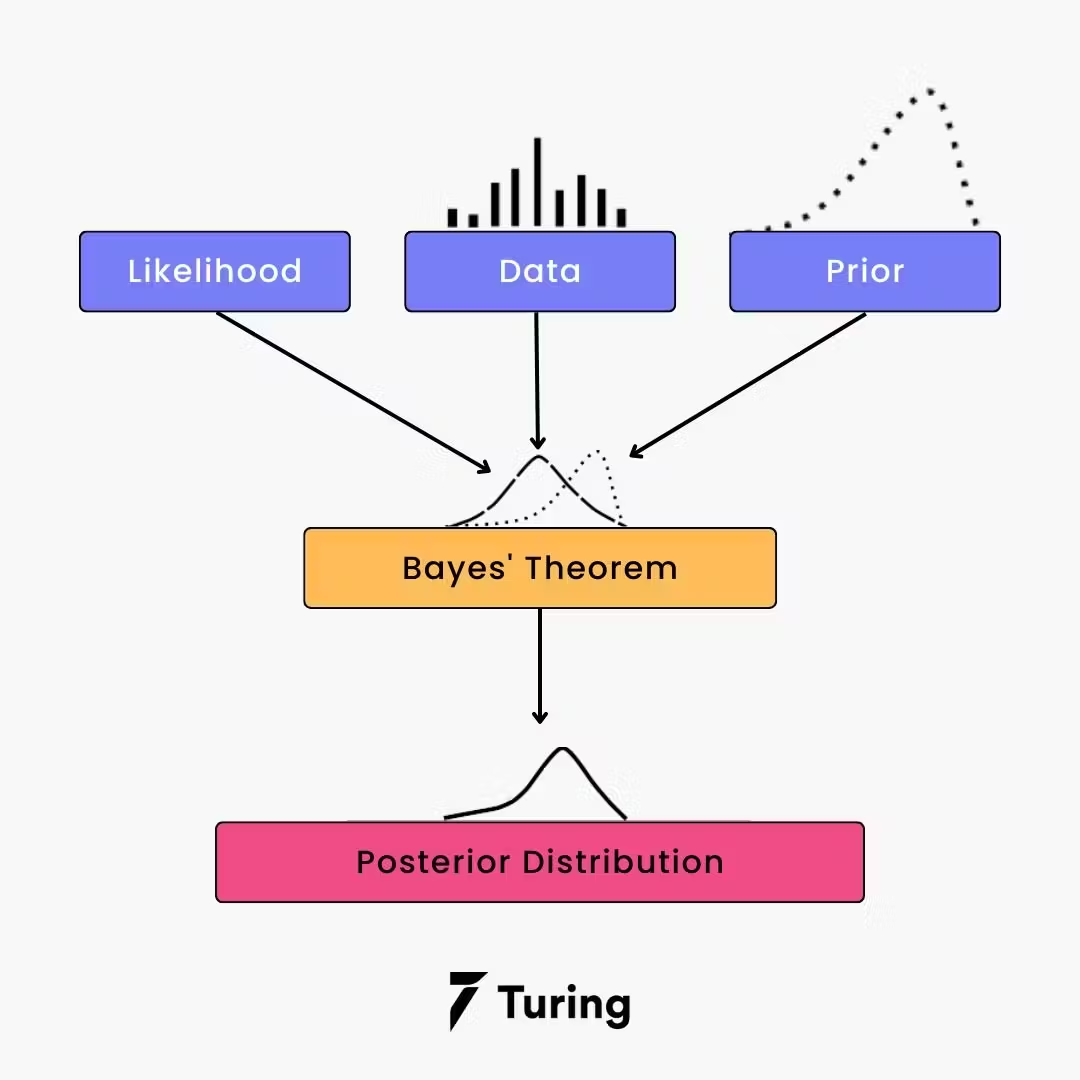 Likelihood
Data
Prior
Bayes' Theorem
Posterior Distribution
Turing